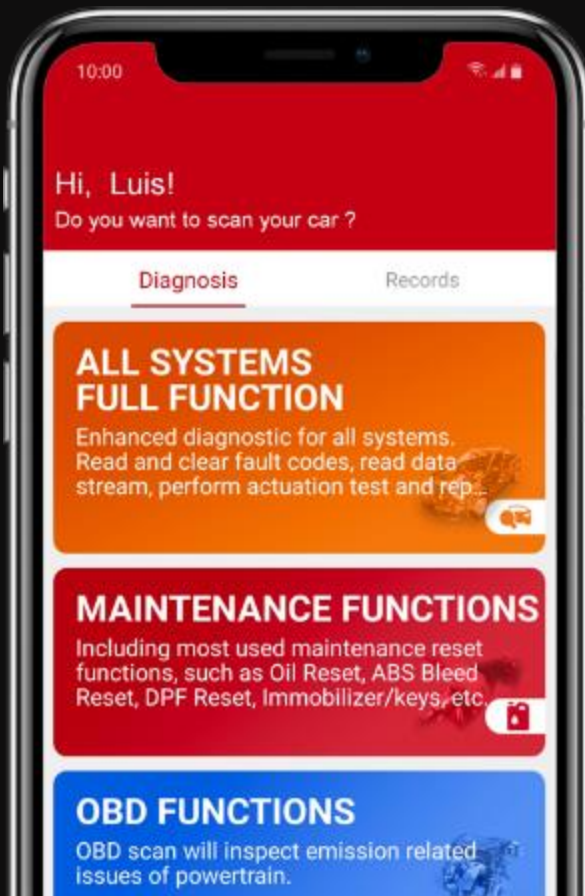 10:00
Hi, Luis!
Do you want to scan your car ?
Diagnosis Records
ALL SYSTEMS
FULL FUNCTION
Enhanced diagnostic for all systems.
Read and clear fault codes, read data
stream, perform actuation test and rep...
MAINTENANCE FUNCTIONS
Including most used maintenance reset
functions, such as Oil Reset, ABS Bleed
Reset, DPF Reset, Immobilizer/keys, etc.
OBD FUNCTIONS
OBD scan will inspect emission related
issues of powertrain.